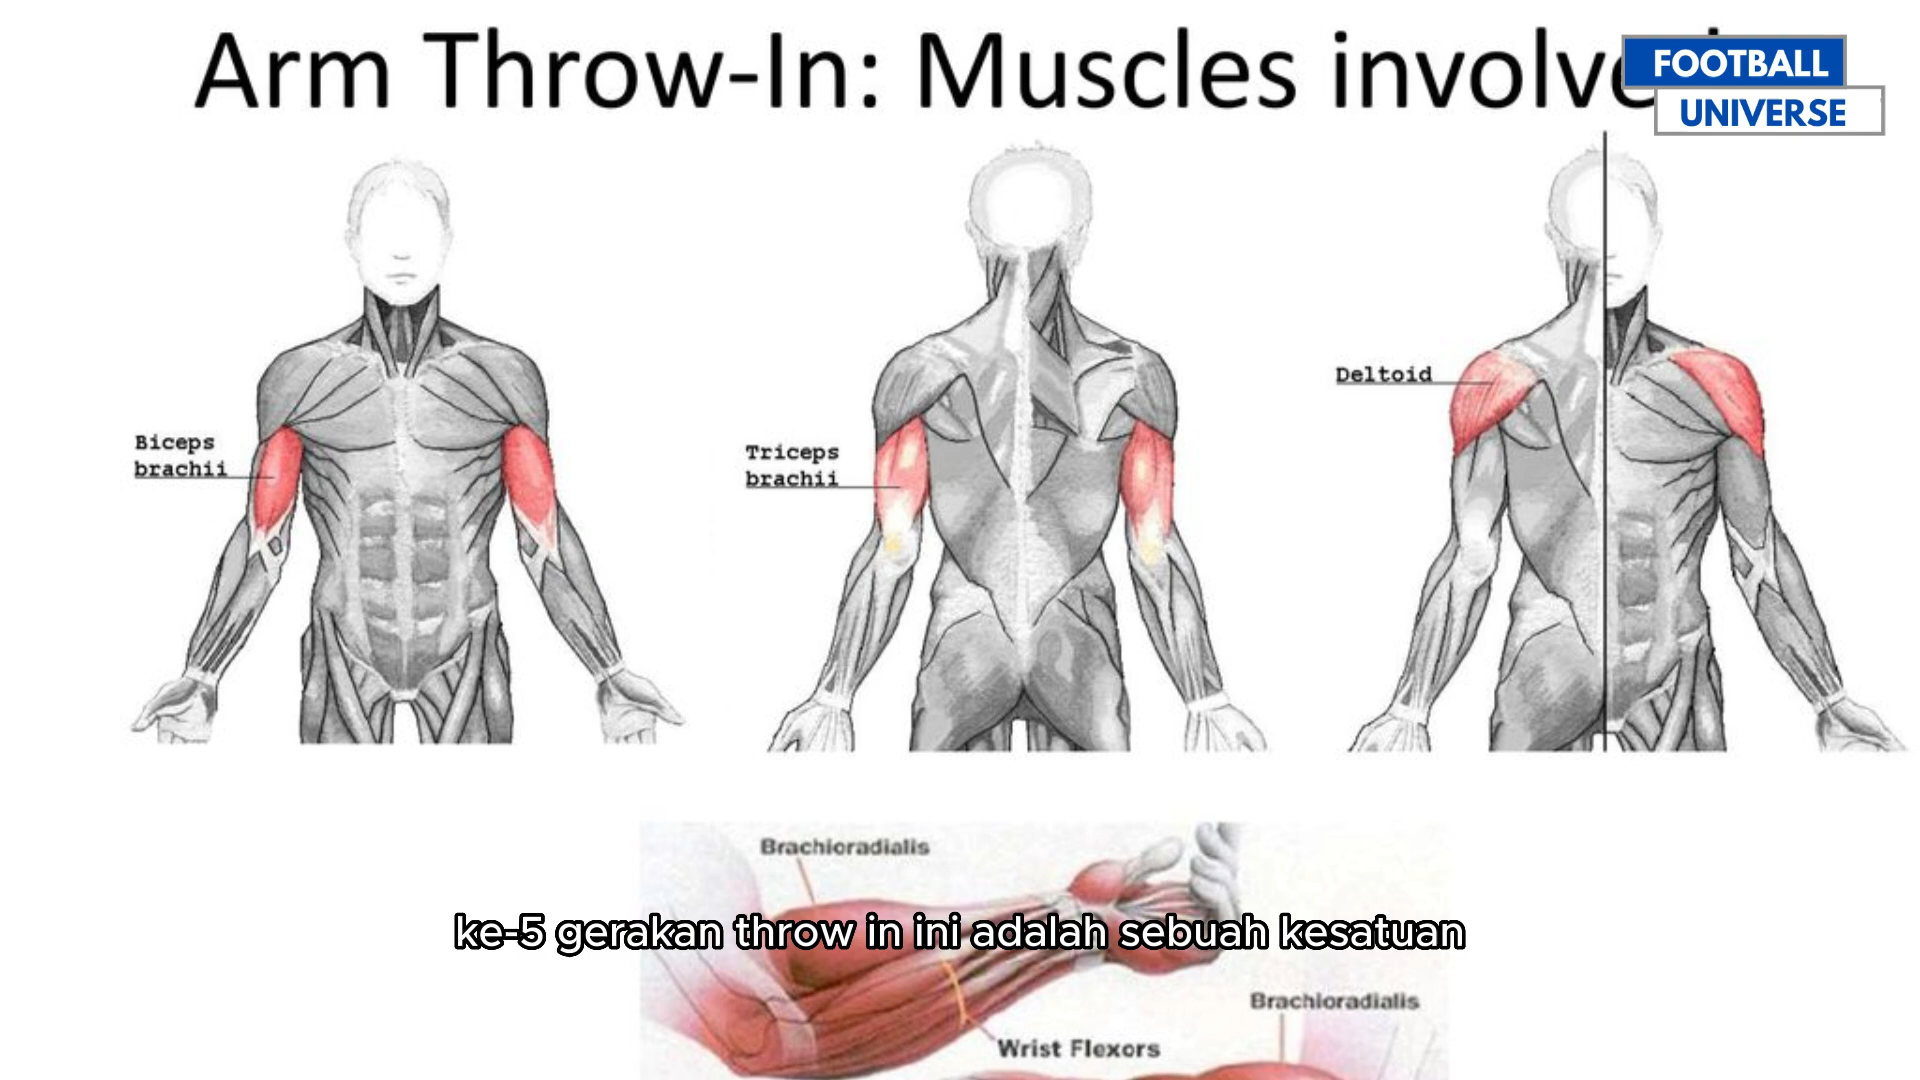 Arm Throw-In: Muscles involve
FOOTBALL
UNIVERSE
Biceps
brachii
Triceps
brachii
Deltoid
Brachioradialis
ke-5 gerakan throw in ini adalah sebuah kesatuan
Brachioradialis
Wrist Flexors